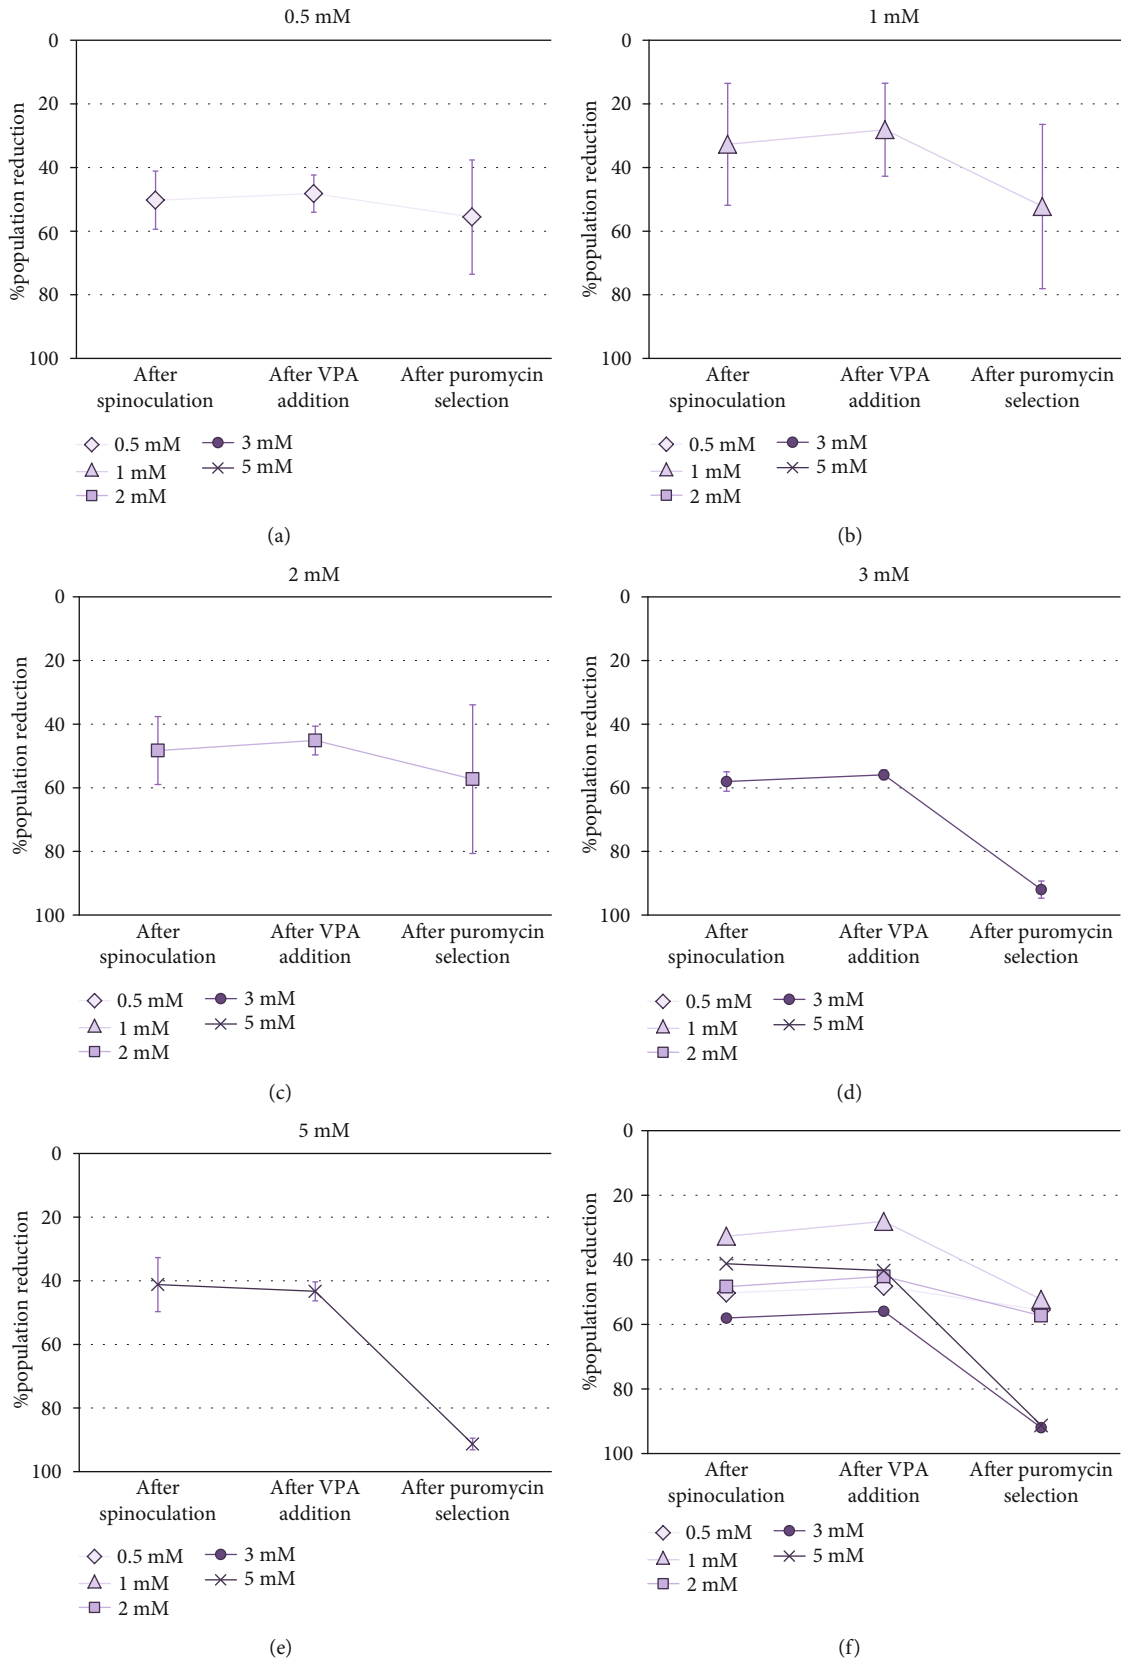 0.5 mM
%population reduction
0
20
40
60
80
100
After
spinoculation
After VPA
addition
After puromycin
selection
0.5 mM
1 mM
2 mM
3 mM
5 mM
(a)
1 mM
%population reduction
0
20
40
60
80
100
After
spinoculation
After VPA
addition
After puromycin
selection
0.5 mM
1 mM
2 mM
3 mM
5 mM
(b)
2 mM
%population reduction
0
20
40
60
80
100
After
spinoculation
After VPA
addition
After puromycin
selection
0.5 mM
1 mM
2 mM
3 mM
5 mM
(c)
3 mM
%population reduction
0
20
40
60
80
100
After
spinoculation
After VPA
addition
After puromycin
selection
0.5 mM
1 mM
2 mM
3 mM
5 mM
(d)
5 mM
%population reduction
0
20
40
60
80
100
After
spinoculation
After VPA
addition
After puromycin
selection
0.5 mM
1 mM
2 mM
3 mM
5 mM
(e)
%population reduction
0
20
40
60
80
100
After
spinoculation
After VPA
addition
After puromycin
selection
0.5 mM
1 mM
2 mM
3 mM
5 mM
(f)